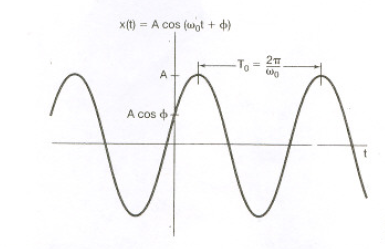 x(t) = A cos (ω₀t + ϕ)
A
T₀ = 2π/ω₀
A cos ϕ
t